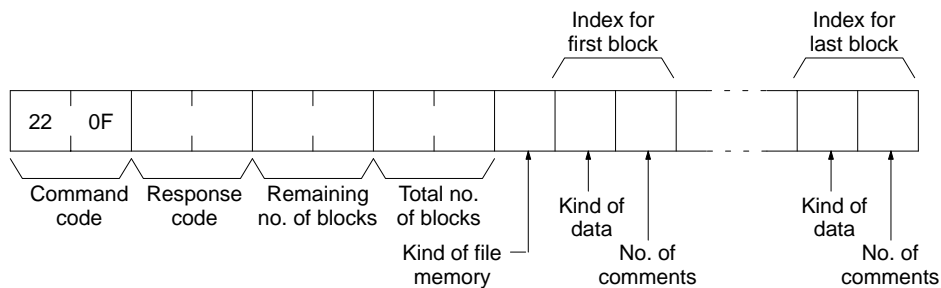 Index for
first block
Index for
last block
22 0F
Command
code
Response
code
Remaining
no. of blocks
Total no.
of blocks
Kind of file
memory
Kind of
data
No. of
comments
Kind of
data
No. of
comments